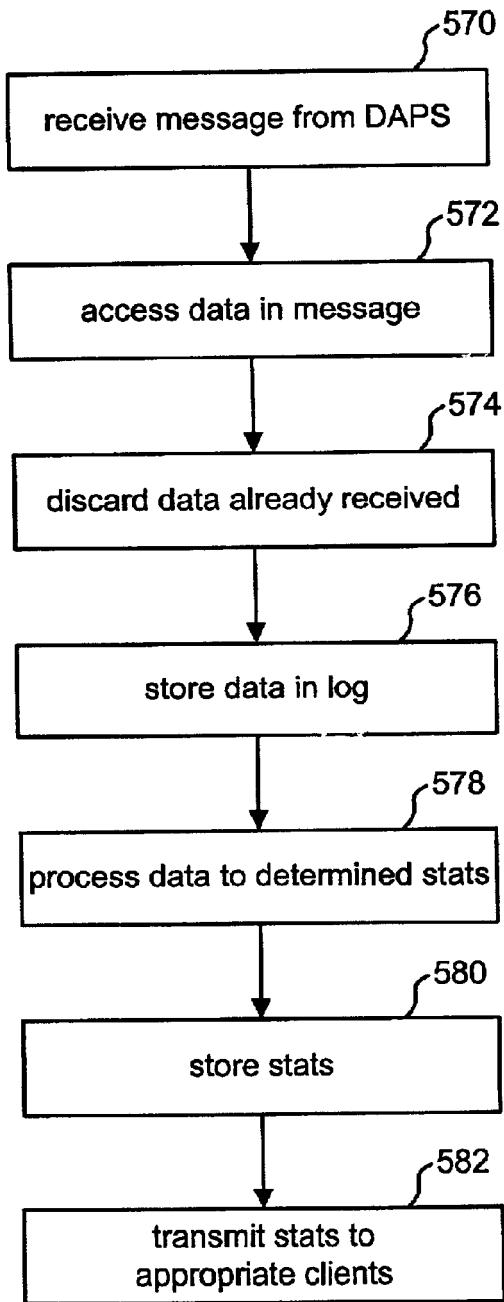 570
receive message from DAPS
572
access data in message
574
discard data already received
576
store data in log
578
process data to determined stats
580
store stats
582
transmit stats to
appropriate clients